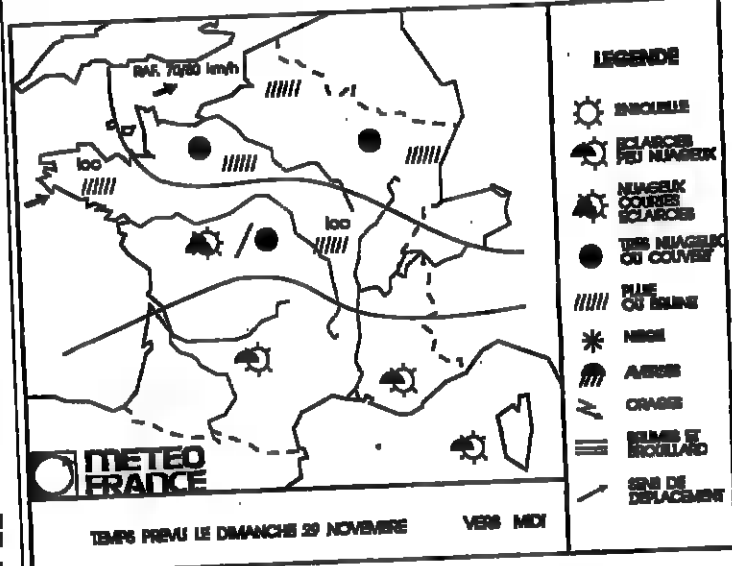 RAF. 70/80 km/h
loc
loc
METEO
FRANCE
TEMPS PREVU LE DIMANCHE 29 NOVEMBRE VERS MIDI
LEGENDE
ENSOLEILLE
ECLAIRCIES
PEU NUAGEUX
NUAGEUX
COURTES
ECLAIRCIES
TRES NUAGEUX
OU COUVERT
PLUIE
OU BRUINE
NEIGE
AVERSES
ORAGES
BRUMES ET
BROUILLARD
SENS DE
DEPLACEMENT